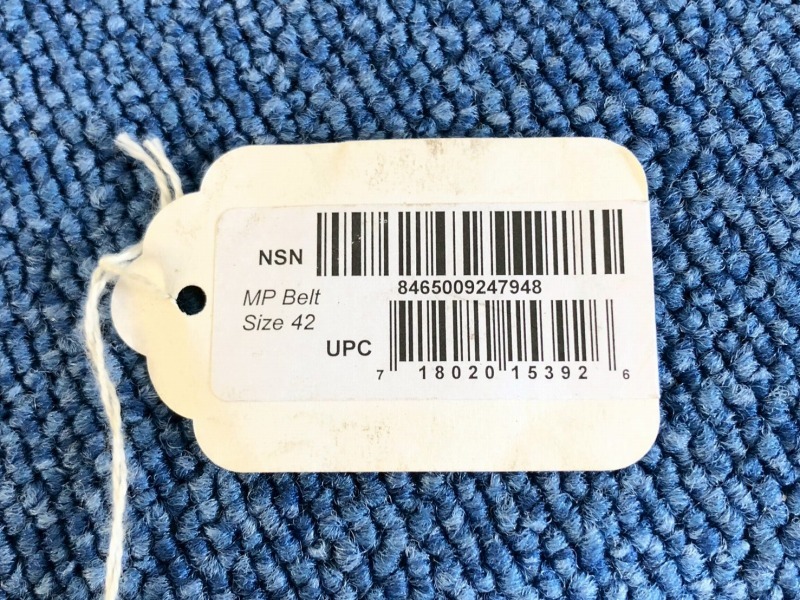 NSN
8465009247948
MP Belt
Size 42
UPC
7 18020 15392 6